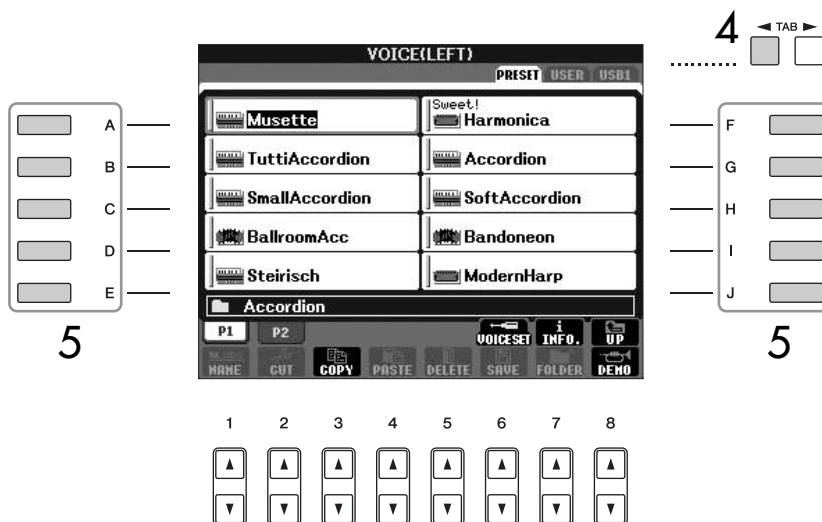 4 ◄ TAB ►
VOICE(LEFT)
PRESET USER USB1
A Musette Sweet! Harmonica F
B TuttiAccordion Accordion G
C SmallAccordion SoftAccordion H
D BallroomAcc Bandoneon I
E Steirisch ModernHarp J
Accordion
5 P1 P2 VOICESET i INFO. UP 5
NAME CUT COPY PASTE DELETE SAVE FOLDER DEMO
1 2 3 4 5 6 7 8